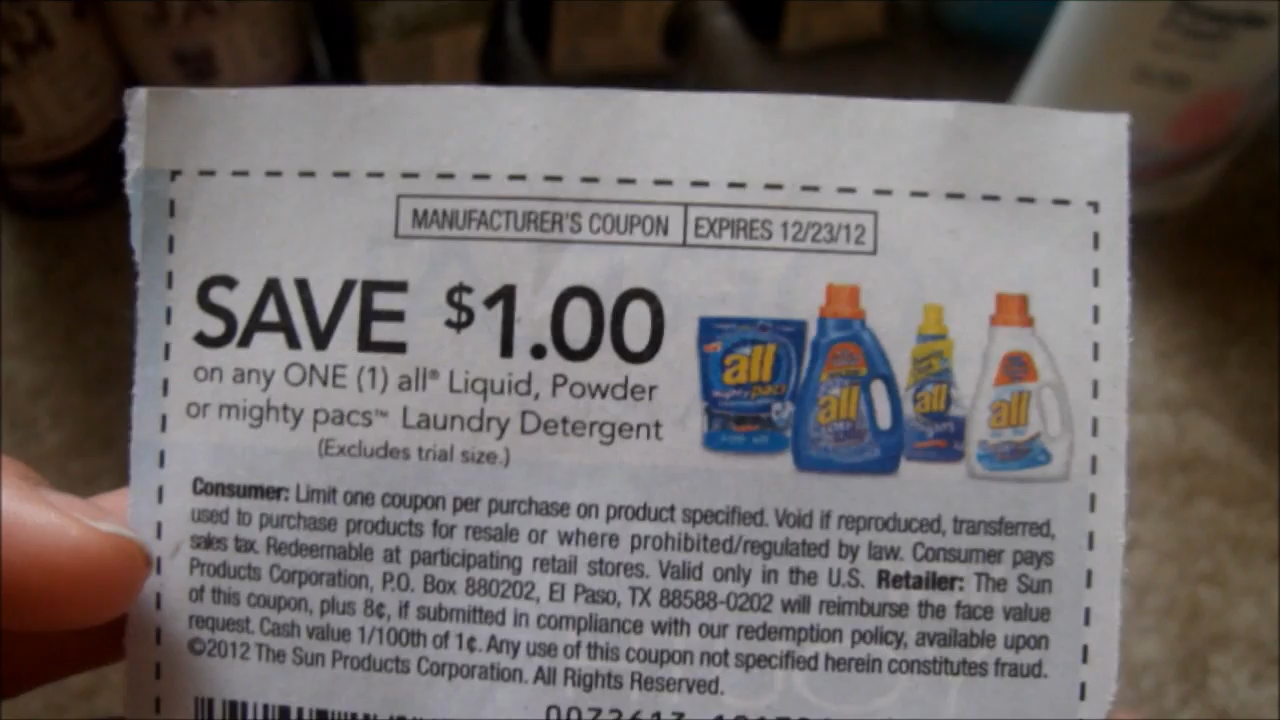 MANUFACTURER'S COUPON EXPIRES 12/23/12
SAVE $1.00
on any ONE (1) all® Liquid, Powder
or mighty pacs™ Laundry Detergent
(Excludes trial size.)
all mighty pacs
all
all
all
Consumer: Limit one coupon per purchase on product specified. Void if reproduced, transferred,
used to purchase products for resale or where prohibited/regulated by law. Consumer pays
sales tax. Redeemable at participating retail stores. Valid only in the U.S. Retailer: The Sun
Products Corporation, P.O. Box 880202, El Paso, TX 88588-0202 will reimburse the face value
of this coupon, plus 8¢, if submitted in compliance with our redemption policy, available upon
request. Cash value 1/100th of 1¢. Any use of this coupon not specified herein constitutes fraud.
©2012 The Sun Products Corporation. All Rights Reserved.